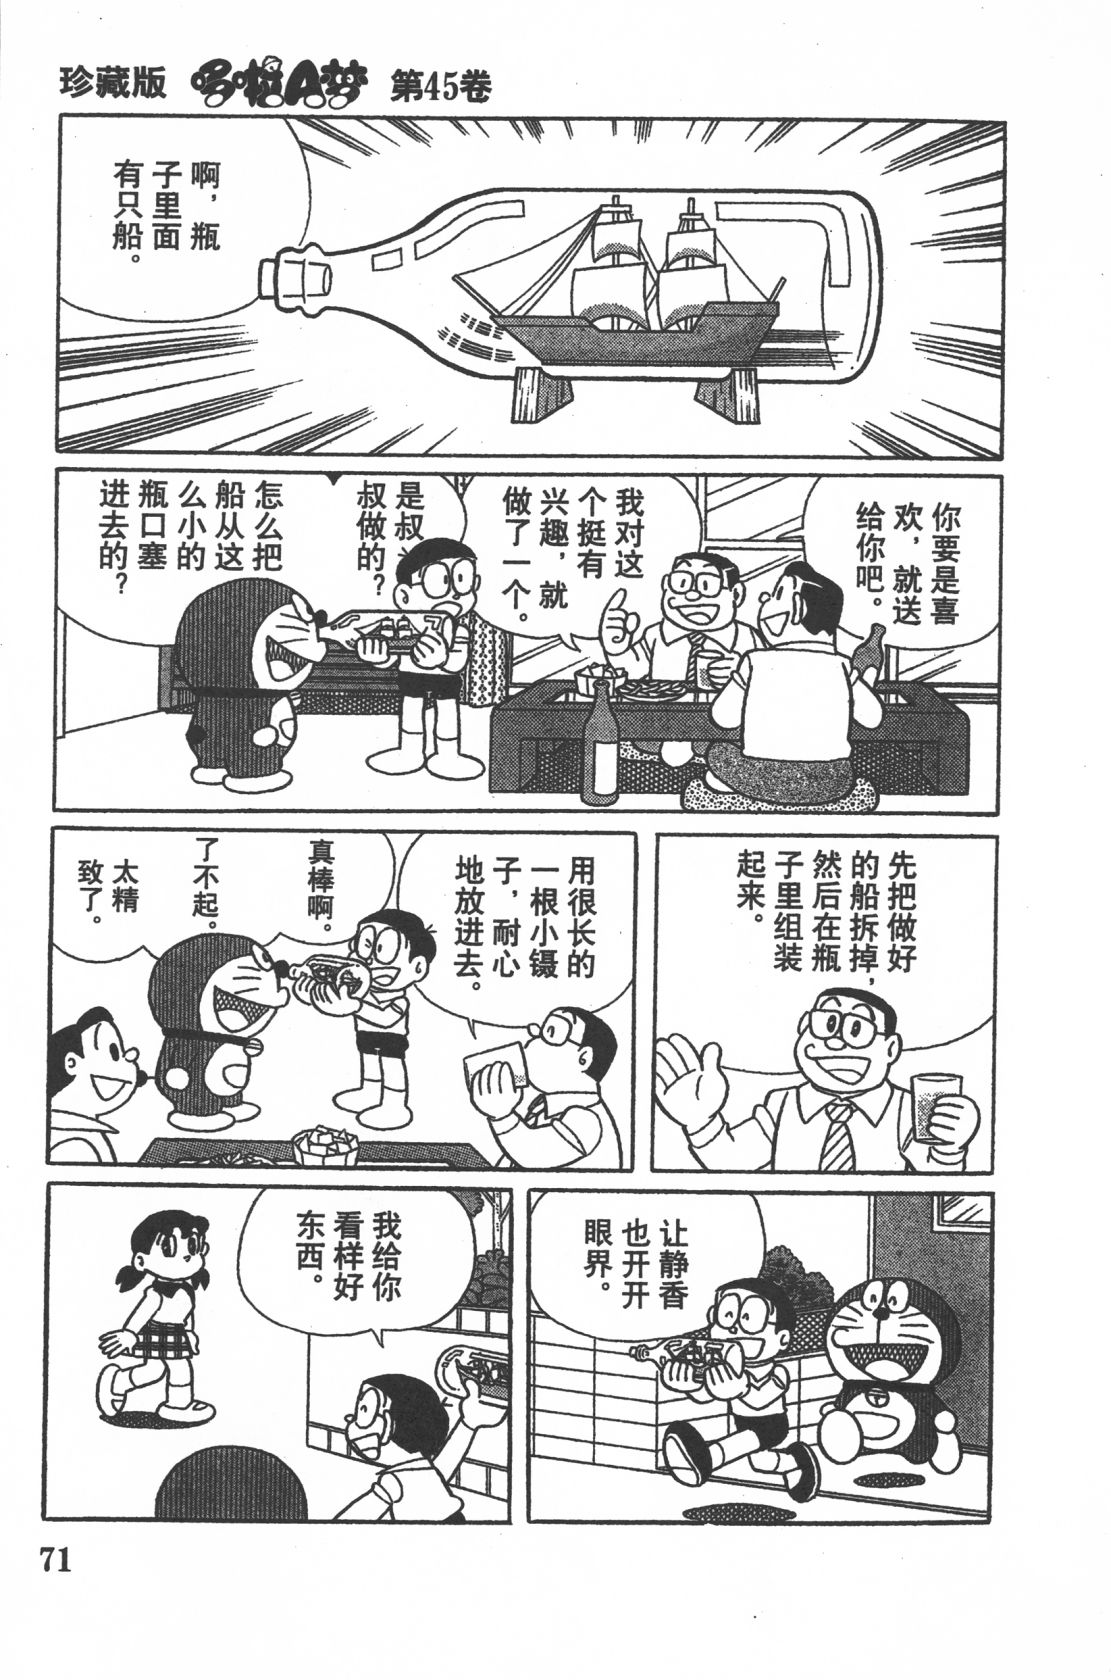 珍藏版 哆啦A梦 第45卷
啊，瓶
子里面
有只船。
你要是喜
欢，就送
给你吧。
我对这
个挺有
兴趣，就
做了一个。
是叔
叔做的？
怎么把
船从这
么小的
瓶口塞
进去的？
先把做好
的船拆掉，
然后在瓶
子里组装
起来。
用很长的
一根小镊
子，耐心
地放进去。
真棒啊。
了不起。
太精
致了。
让静香
也开开
眼界。
我给你
看样好
东西。
71